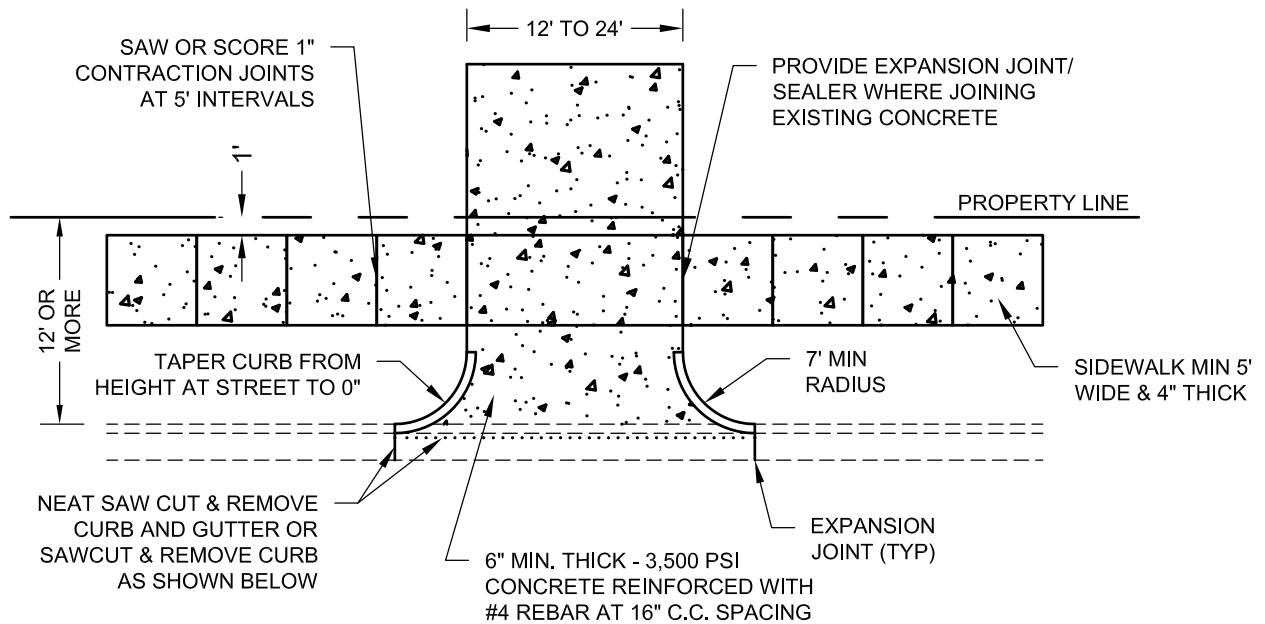 12' TO 24'
SAW OR SCORE 1"
CONTRACTION JOINTS
AT 5' INTERVALS
PROVIDE EXPANSION JOINT/
SEALER WHERE JOINING
EXISTING CONCRETE
1'
PROPERTY LINE
12' OR
MORE
TAPER CURB FROM
HEIGHT AT STREET TO 0"
7' MIN
RADIUS
SIDEWALK MIN 5'
WIDE & 4" THICK
NEAT SAW CUT & REMOVE
CURB AND GUTTER OR
SAWCUT & REMOVE CURB
AS SHOWN BELOW
6" MIN. THICK - 3,500 PSI
CONCRETE REINFORCED WITH
#4 REBAR AT 16" C.C. SPACING
EXPANSION
JOINT (TYP)